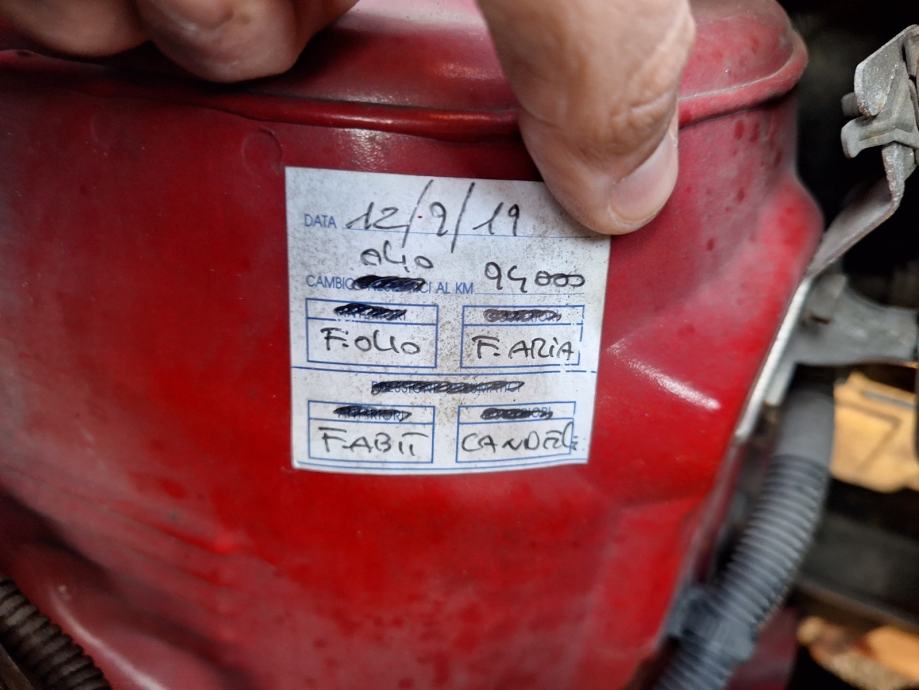 DATA 12/9/19
OLIO
CAMBIO AL KM 94000
F. OLIO F. ARIA
F. ABIT CANDELE